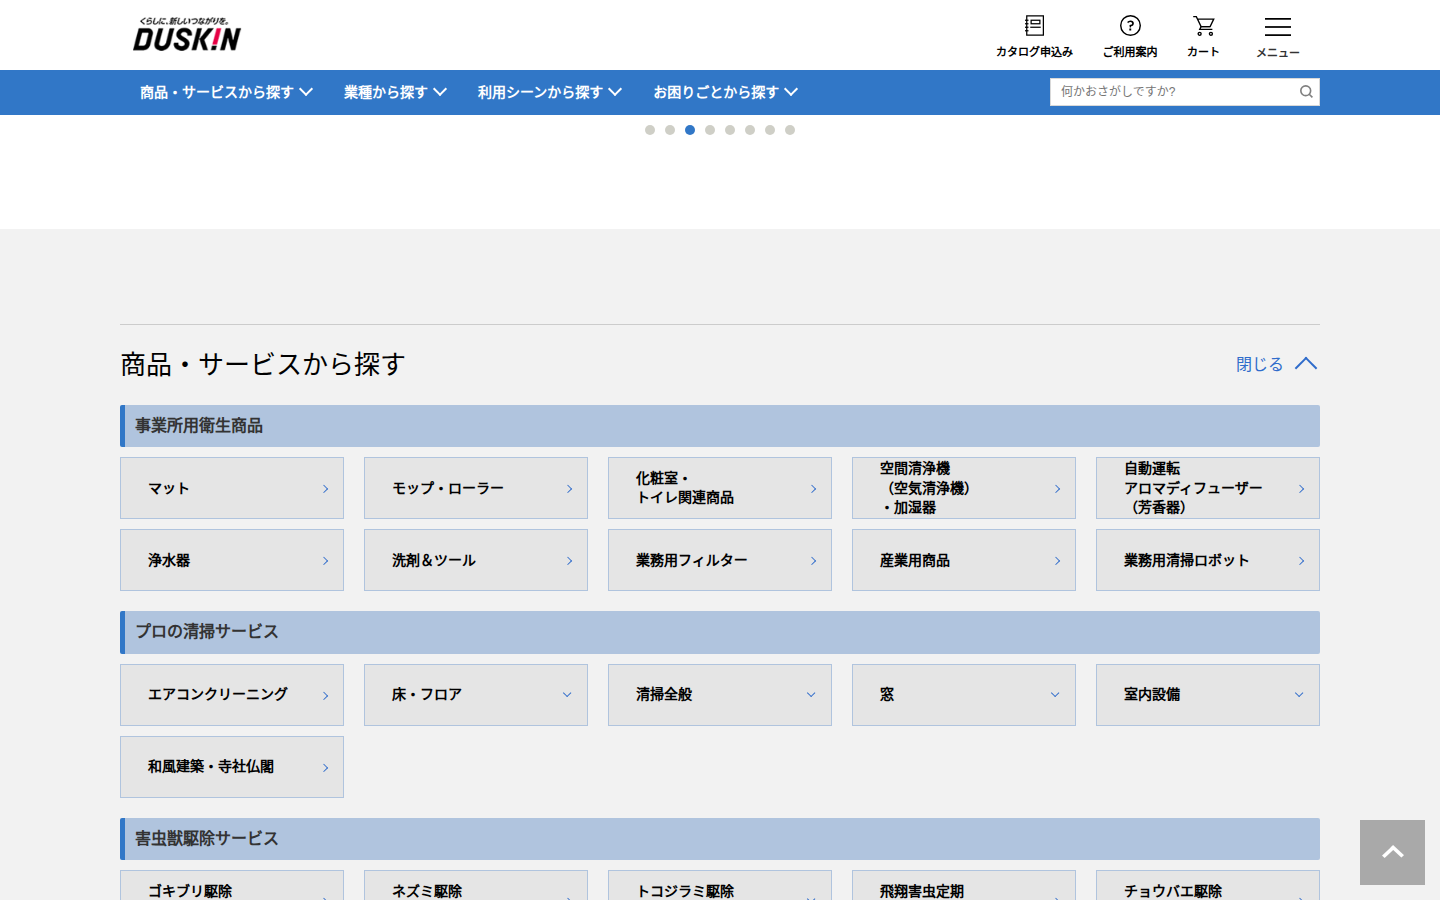 くらしに、新しいつながりを。
DUSKIN
カタログ申込み
ご利用案内
カート
メニュー
商品・サービスから探す
業種から探す
利用シーンから探す
お困りごとから探す
何かおさがしですか?
商品・サービスから探す
閉じる
事業所用衛生商品
マット
モップ・ローラー
化粧室・
トイレ関連商品
空間清浄機
（空気清浄機）
・加湿器
自動運転
アロマディフューザー
（芳香器）
浄水器
洗剤＆ツール
業務用フィルター
産業用商品
業務用清掃ロボット
プロの清掃サービス
エアコンクリーニング
床・フロア
清掃全般
窓
室内設備
和風建築・寺社仏閣
害虫獣駆除サービス
ゴキブリ駆除
ネズミ駆除
トコジラミ駆除
飛翔害虫定期
チョウバエ駆除